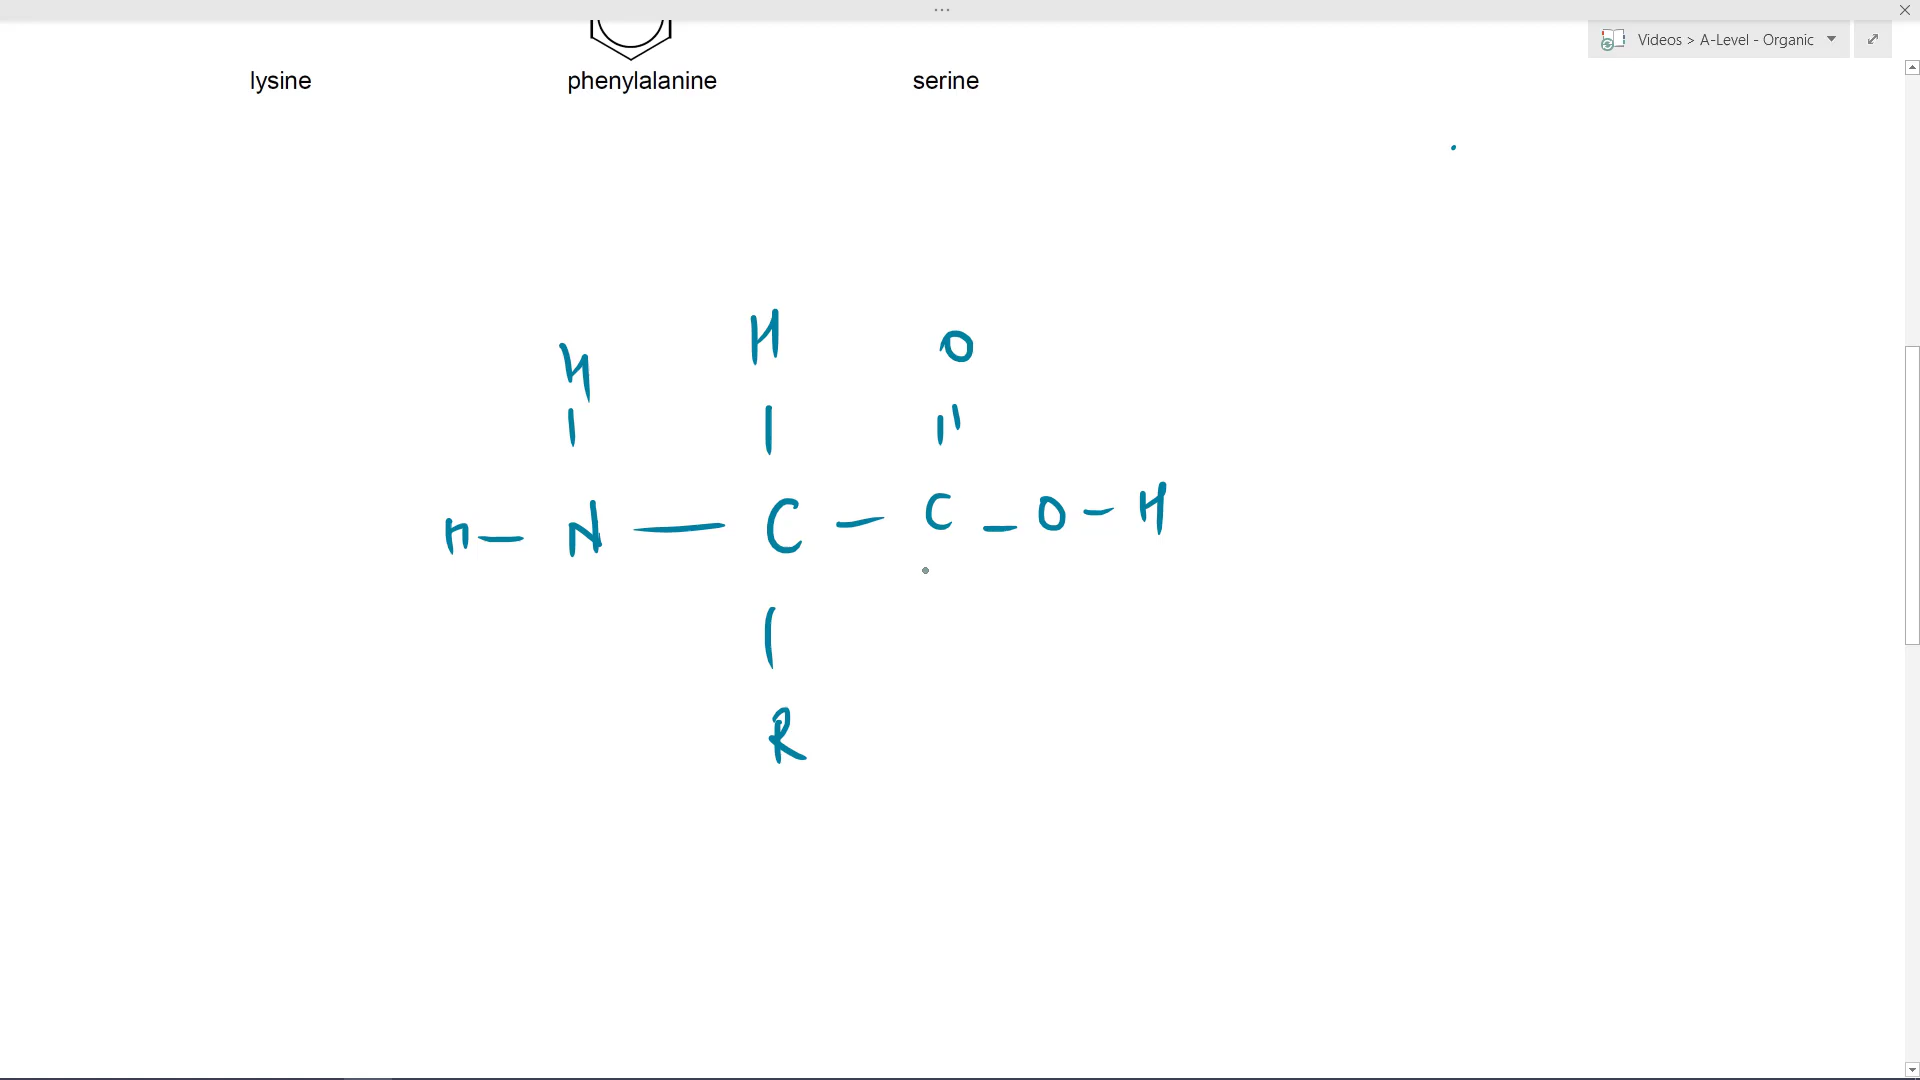 Videos > A-Level - Organic
lysine phenylalanine serine
H H O
H - N - C - C - O - H
R